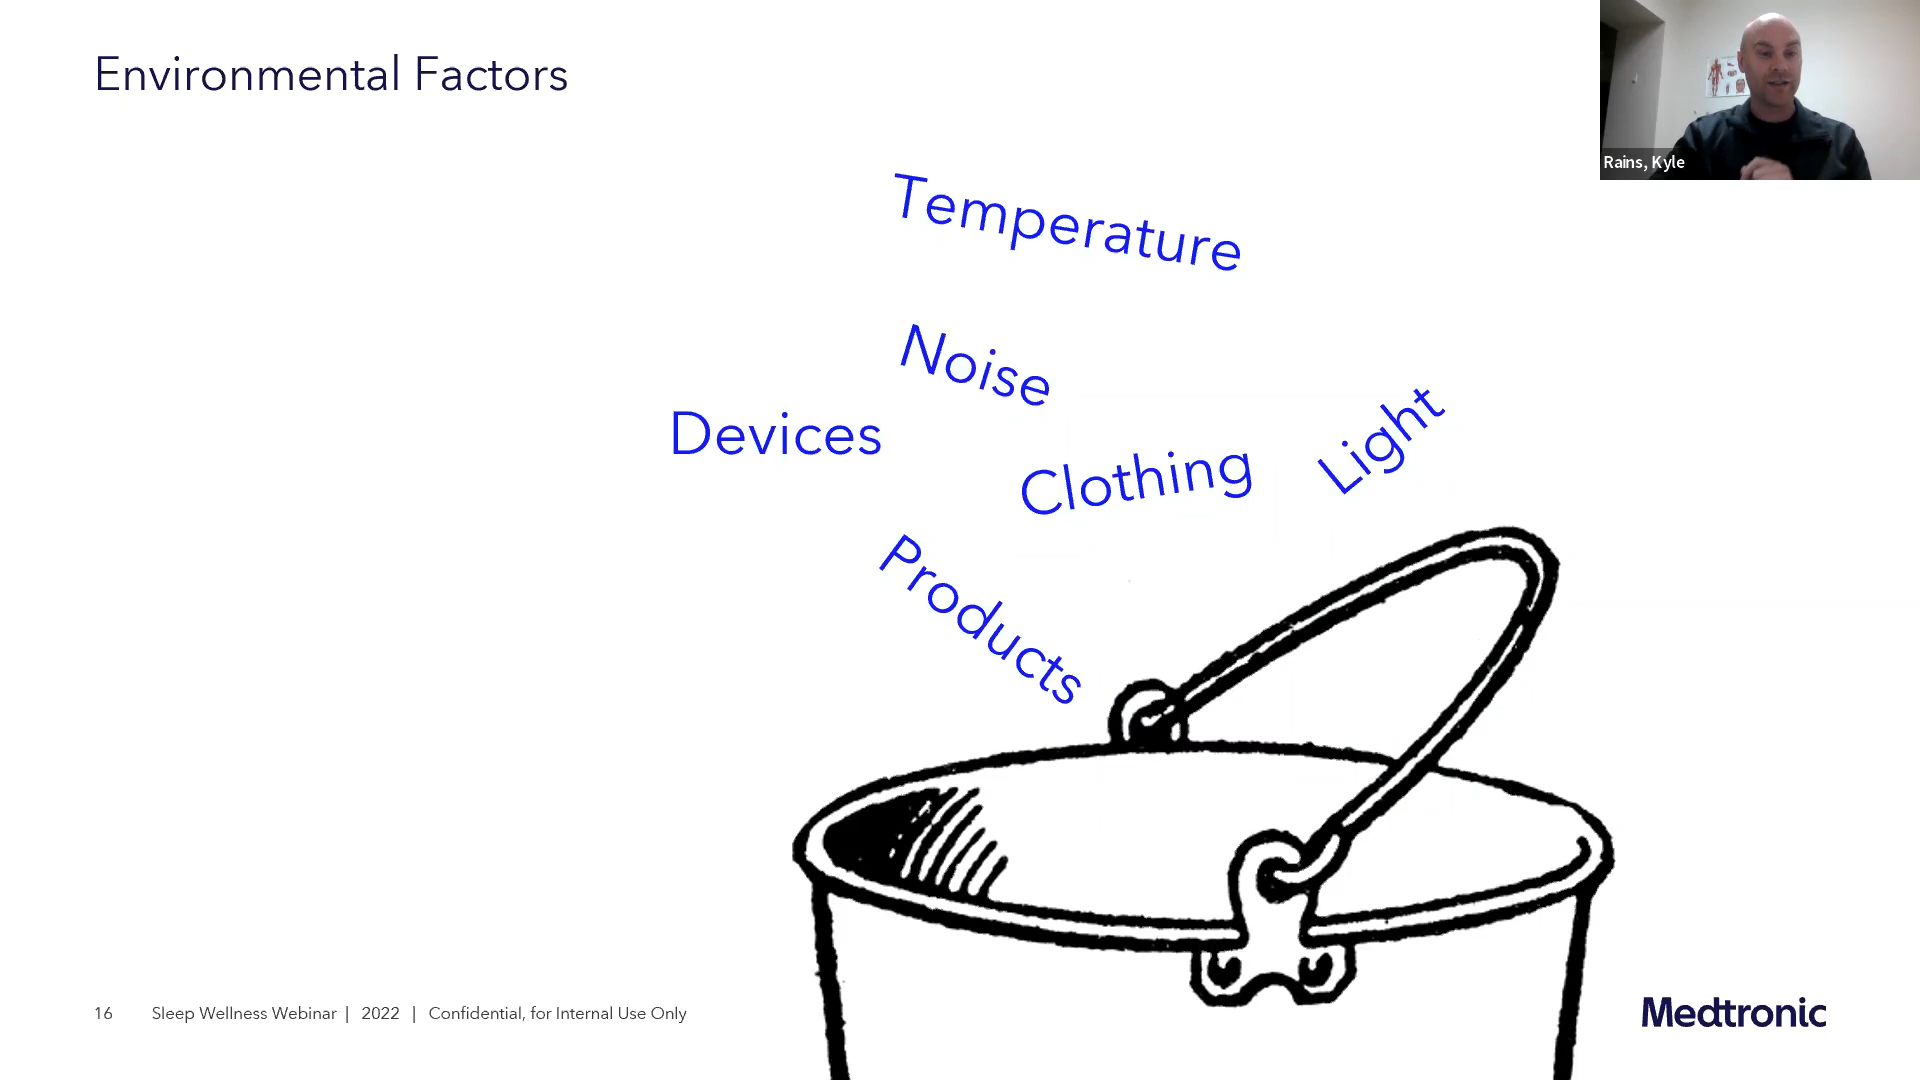 Environmental Factors
Rains, Kyle
Temperature
Noise
Devices
Light
Clothing
Products
16 Sleep Wellness Webinar | 2022 | Confidential, for Internal Use Only
Medtronic